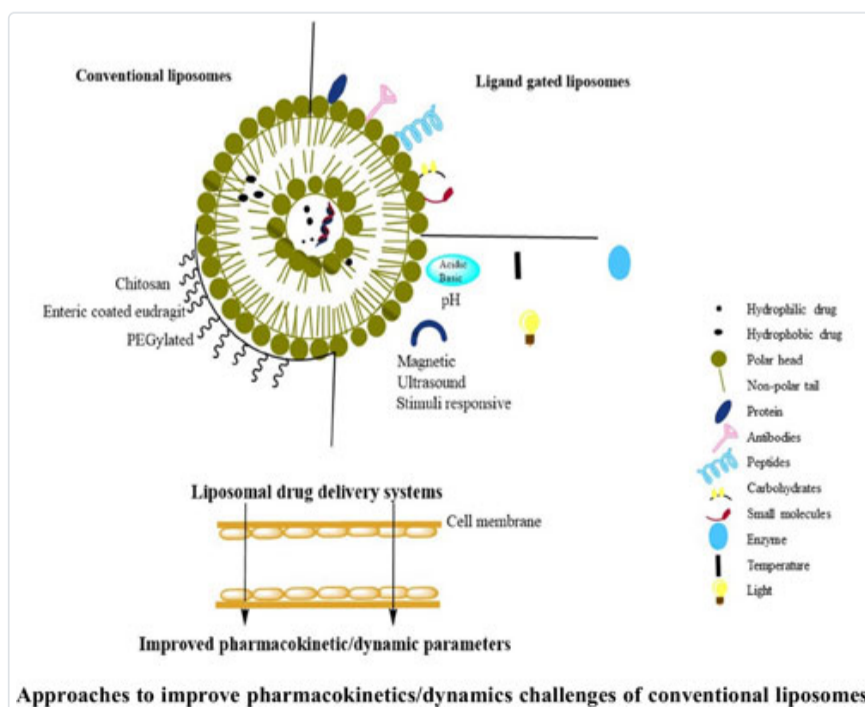 Conventional liposomes
Ligand gated liposomes
Chitosan
Enteric coated eudragit
PEGylated
Acidic
Basic
pH
Magnetic
Ultrasound
Stimuli responsive
Hydrophilic drug
Hydrophobic drug
Polar head
Non-polar tail
Protein
Antibodies
Peptides
Carbohydrates
Small molecules
Enzyme
Temperature
Light
Liposomal drug delivery systems
Cell membrane
Improved pharmacokinetic/dynamic parameters
Approaches to improve pharmacokinetics/dynamics challenges of conventional liposomes